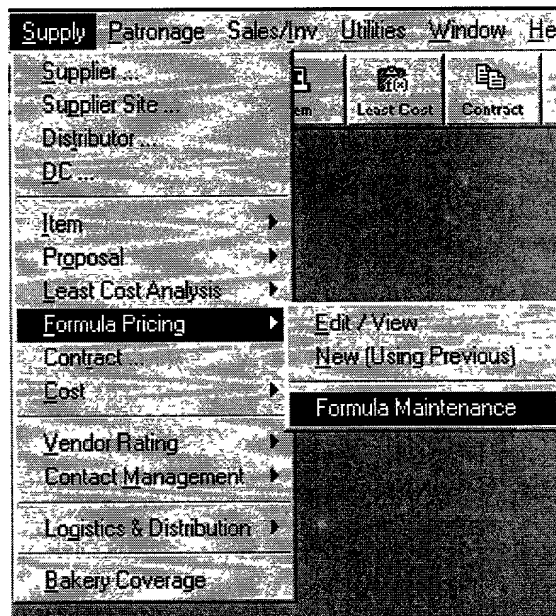 Supply Patronage Sales/Inv Utilities Window He
Supplier ...
Supplier Site ...
Distributor ...
DC ...
em Least Cost Contract
Item
Proposal
Least Cost Analysis
Formula Pricing
Contract ...
Cost
Edit / View
New (Using Previous)
Formula Maintenance
Vendor Rating
Contact Management
Logistics & Distribution
Bakery Coverage